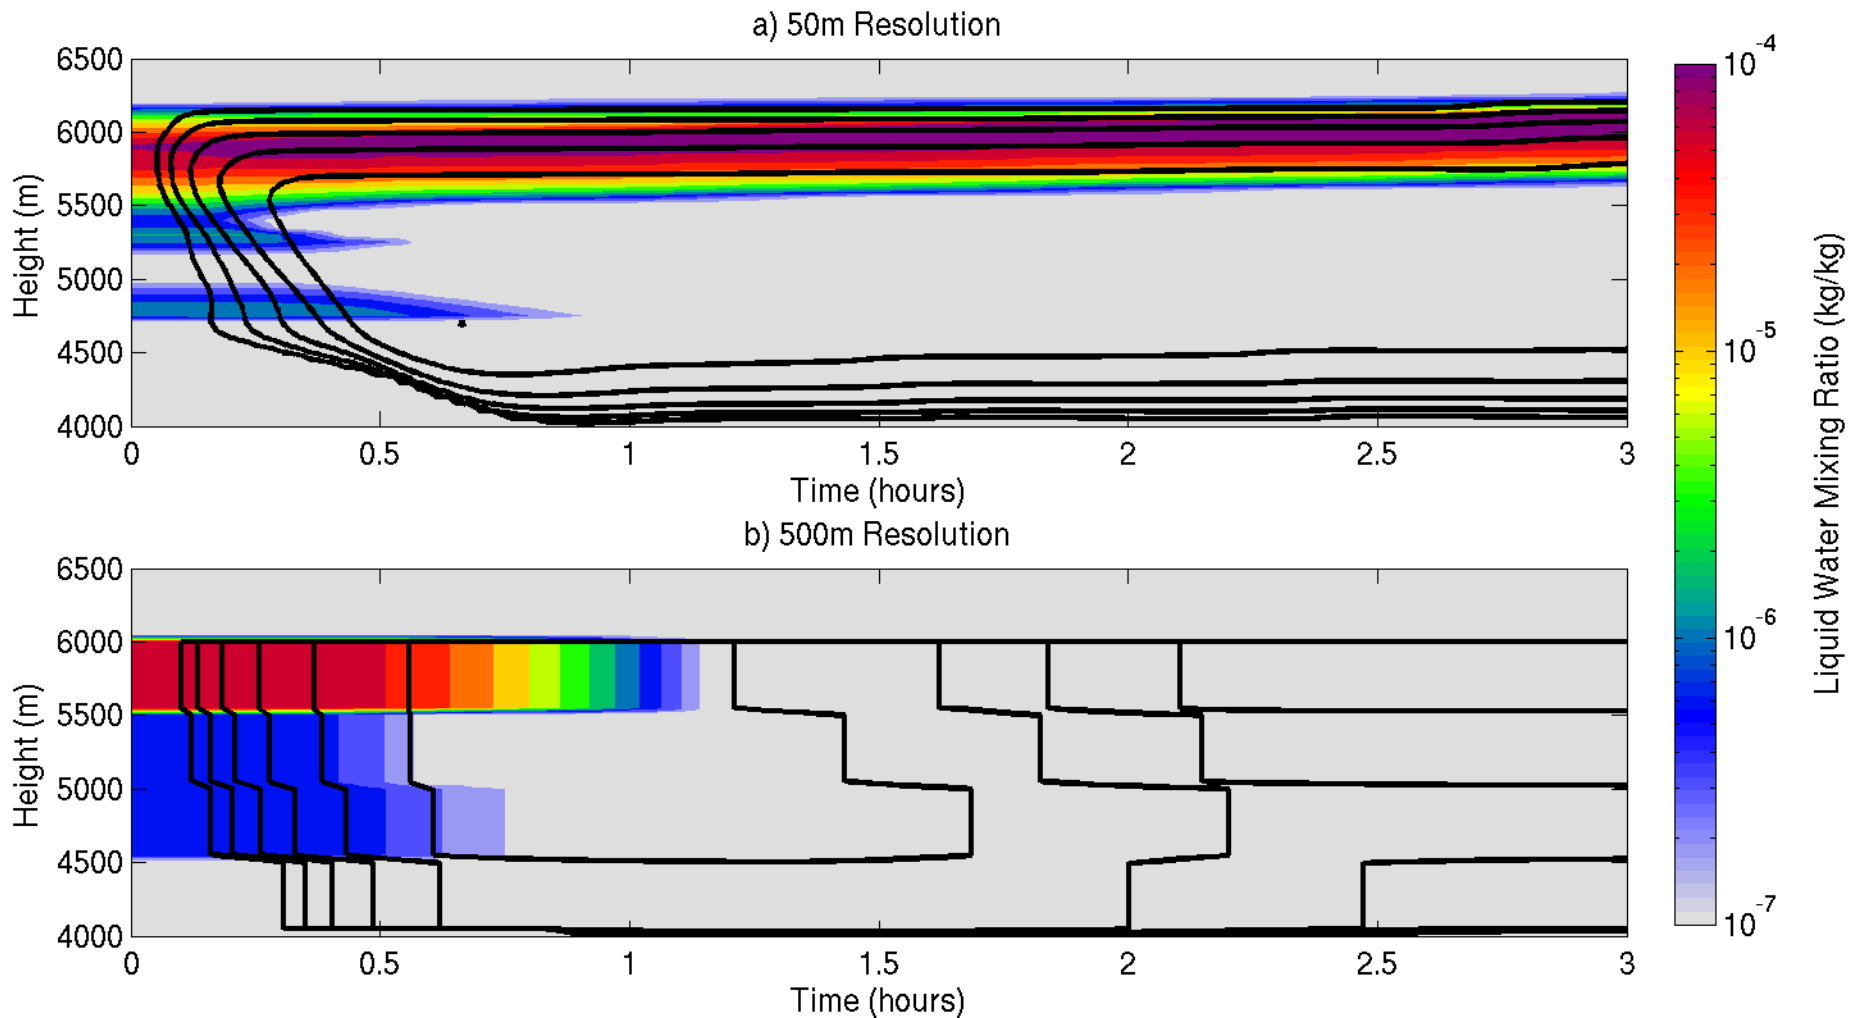 a) 50m Resolution
6500
6000
5500
5000
4500
4000
Height (m)
0 0.5 1 1.5 2 2.5 3
Time (hours)
b) 500m Resolution
6500
6000
5500
5000
4500
4000
Height (m)
0 0.5 1 1.5 2 2.5 3
Time (hours)
10^-4
10^-5
10^-6
10^-7
Liquid Water Mixing Ratio (kg/kg)